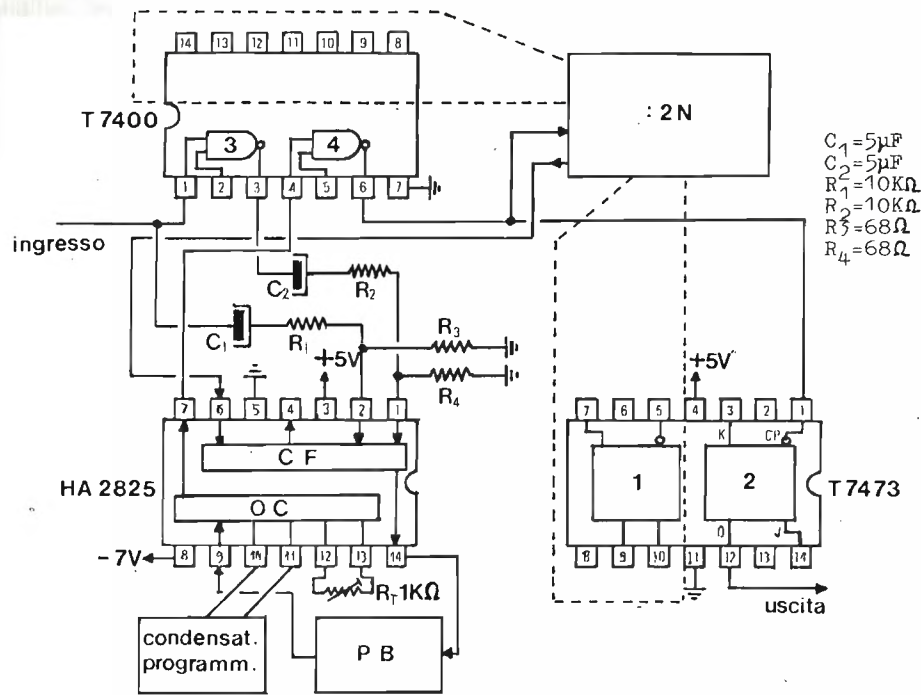 14 13 12 11 10 9 8
T7400
3 4
1 2 3 4 5 6 7
: 2N
C1=5µF
C2=5µF
R1=10KΩ
R2=10KΩ
R3=68Ω
R4=68Ω
ingresso
C2 R2
C1 R1
+5V
R3
R4
+5V
7 6 5 4 3 2 1
C F
HA 2825
O C
8 9 10 11 12 13 14
-7V
RT 1KΩ
condensat.
programm.
P B
7 6 5 4 3 2 1
K CP
1 2
T7473
Q J
8 9 10 11 12 13 14
uscita